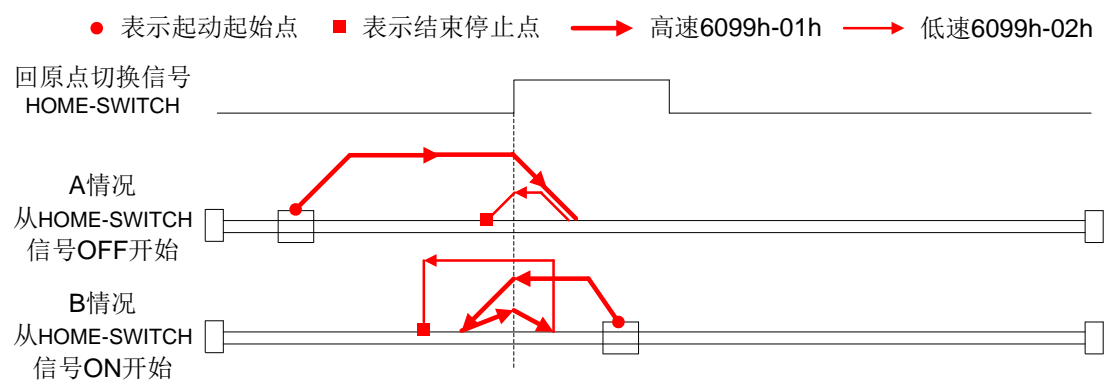 表示起动起始点 表示结束停止点 高速6099h-01h 低速6099h-02h
回原点切换信号
HOME-SWITCH
A情况
从HOME-SWITCH
信号OFF开始
B情况
从HOME-SWITCH
信号ON开始